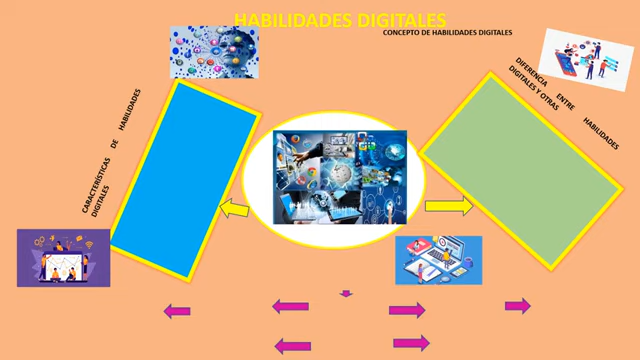 HABILIDADES DIGITALES
CONCEPTO DE HABILIDADES DIGITALES
CARACTERÍSTICAS DE HABILIDADES
DIGITALES
DIFERENCIA ENTRE HABILIDADES
DIGITALES Y OTRAS